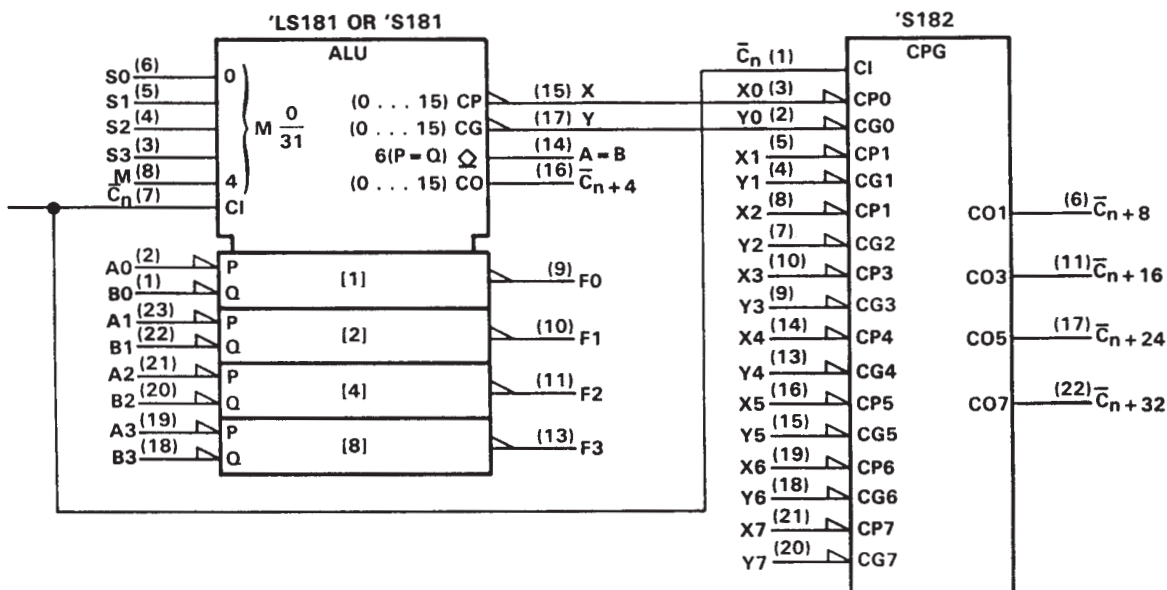 'LS181 OR 'S181
ALU
S0 (6) 0
S1 (5)
S2 (4)
S3 (3)
M (8) 4
C̅n (7) CI
M 0/31
(0 . . . 15) CP (15) X
(0 . . . 15) CG (17) Y
6(P = Q) (14) A = B
(0 . . . 15) CO (16) C̅n + 4
A0 (2) P
B0 (1) Q
[1] (9) F0
A1 (23) P
B1 (22) Q
[2] (10) F1
A2 (21) P
B2 (20) Q
[4] (11) F2
A3 (19) P
B3 (18) Q
[8] (13) F3
'S182
CPG
C̅n (1) CI
X0 (3) CP0
Y0 (2) CG0
X1 (5) CP1
Y1 (4) CG1
X2 (8) CP1
Y2 (7) CG2
X3 (10) CP3
Y3 (9) CG3
X4 (14) CP4
Y4 (13) CG4
X5 (16) CP5
Y5 (15) CG5
X6 (19) CP6
Y6 (18) CG6
X7 (21) CP7
Y7 (20) CG7
CO1 (6) C̅n + 8
CO3 (11) C̅n + 16
CO5 (17) C̅n + 24
CO7 (22) C̅n + 32